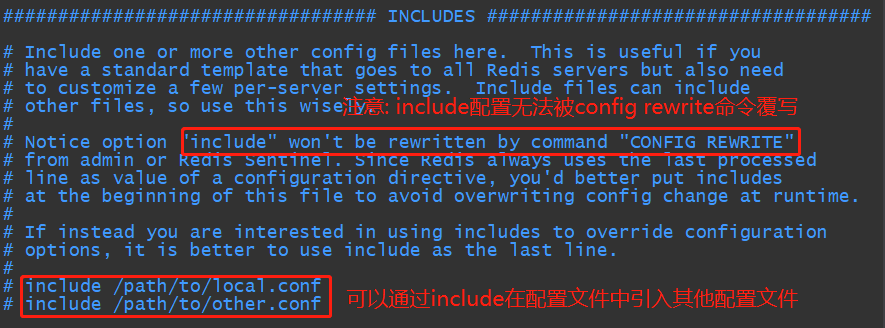 ################################## INCLUDES ###################################
# Include one or more other config files here.  This is useful if you
# have a standard template that goes to all Redis servers but also need
# to customize a few per-server settings.  Include files can include
# other files, so use this wisely.
注意: include配置无法被config rewrite命令覆写
#
# Notice option "include" won't be rewritten by command "CONFIG REWRITE"
# from admin or Redis Sentinel. Since Redis always uses the last processed
# line as value of a configuration directive, you'd better put includes
# at the beginning of this file to avoid overwriting config change at runtime.
#
# If instead you are interested in using includes to override configuration
# options, it is better to use include as the last line.
#
# include /path/to/local.conf
# include /path/to/other.conf
可以通过include在配置文件中引入其他配置文件